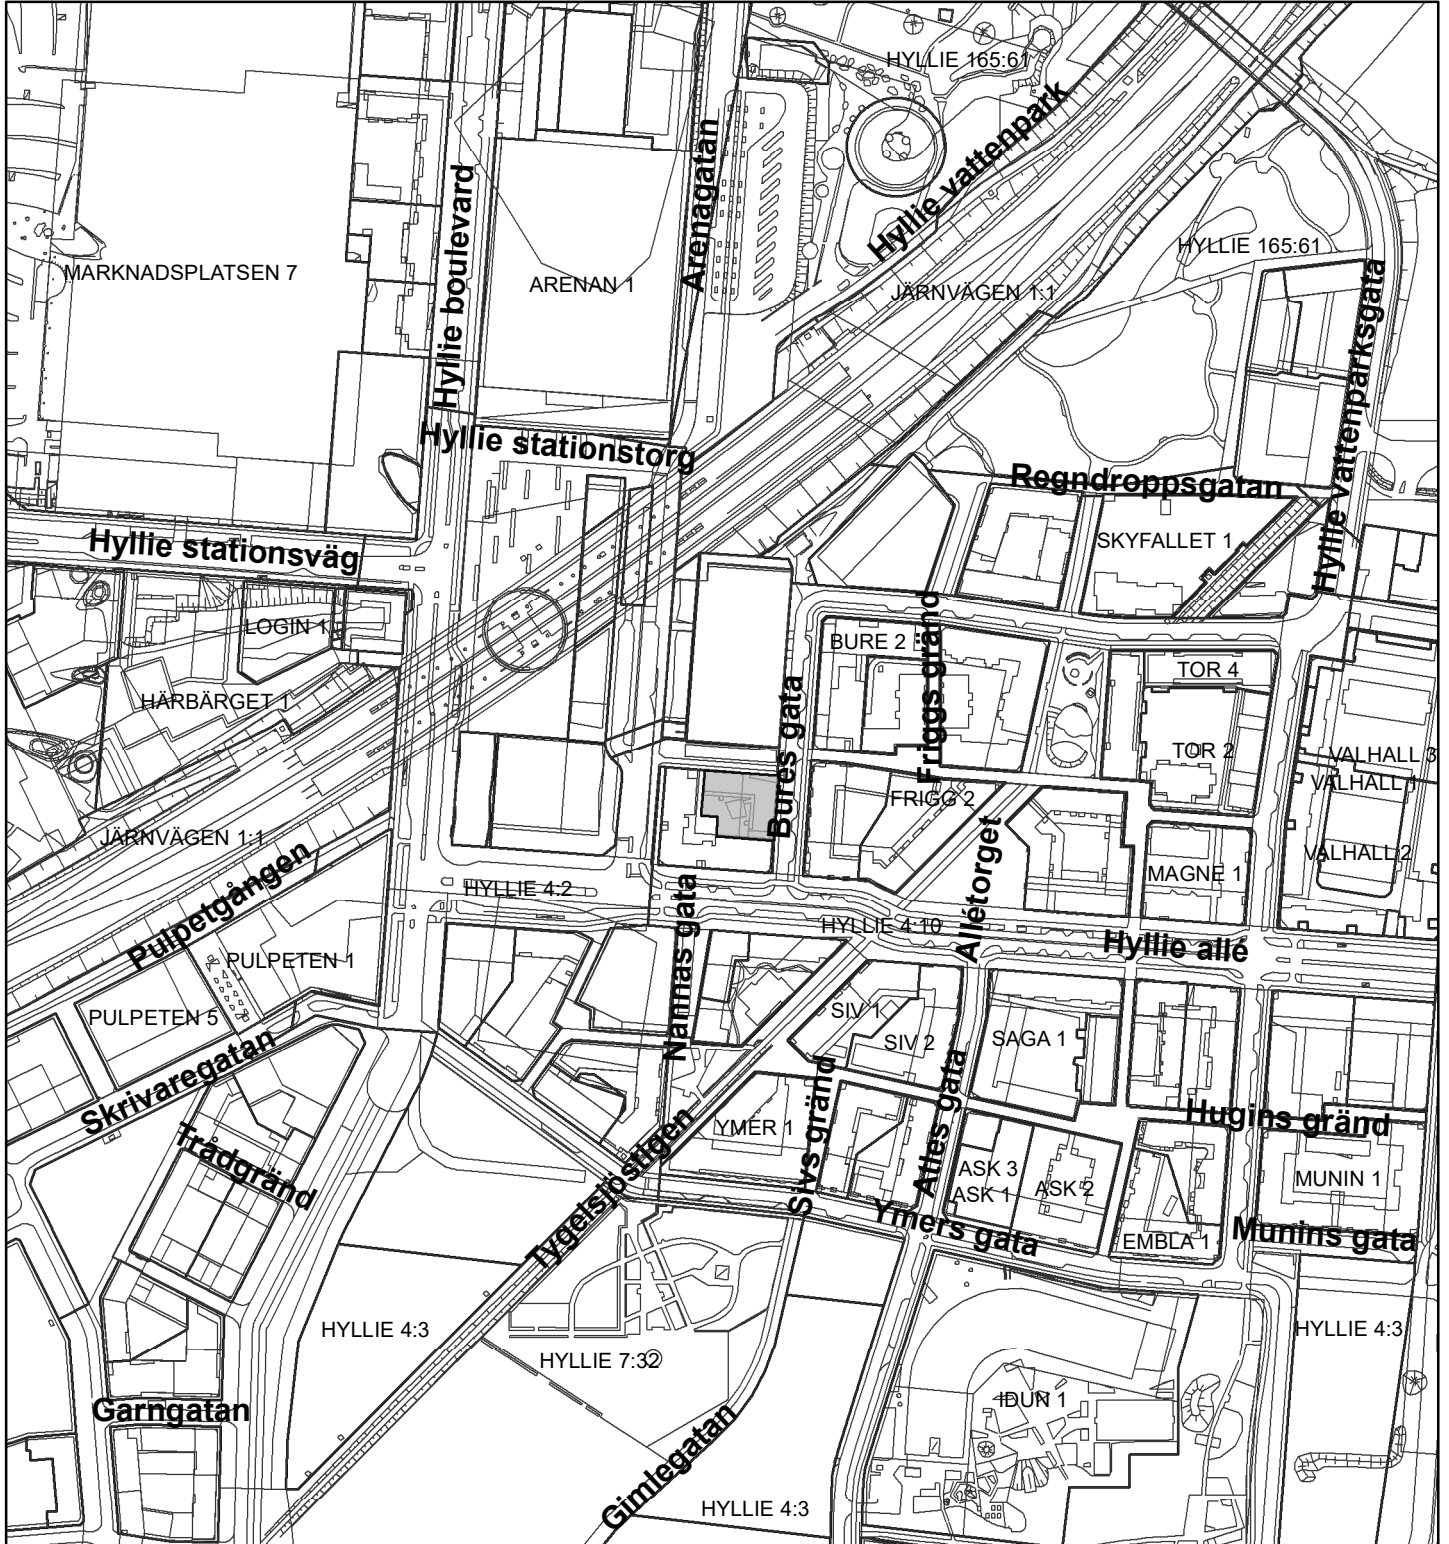 HYLLIE 165:61
Hyllie vattenpark
Arenagatan
Hyllie boulevard
HYLLIE 165:61
MARKNADSPLATSEN 7
ARENAN 1
JÄRNVÄGEN 1:1
Hyllie vattenparksgata
Hyllie stationstorg
Regndroppsgatan
Hyllie stationsväg
SKYFALLET 1
LOGIN 1
BURE 2
Friggs gränd
TOR 4
HÄRBÄRGET 1
Bures gata
TOR 2
VALHALL 3
VALHALL 1
FRIGG 2
JÄRNVÄGEN 1:1
Pulpetgången
Allétorget
VALHALL 2
MAGNE 1
HYLLIE 4:2
Nannas gata
HYLLIE 4:10
Hyllie allé
PULPETEN 1
PULPETEN 5
SIV 1
SIV 2
SAGA 1
Skrivaregatan
Atles gata
Hugins gränd
YMER 1
Sivs gränd
Trådgränd
Tygelsjöstigen
ASK 3
ASK 1
ASK 2
MUNIN 1
Ymers gata
EMBLA 1
Munins gata
HYLLIE 4:3
HYLLIE 4:3
HYLLIE 7:32
IDUN 1
Garngatan
Gimlegatan
HYLLIE 4:3